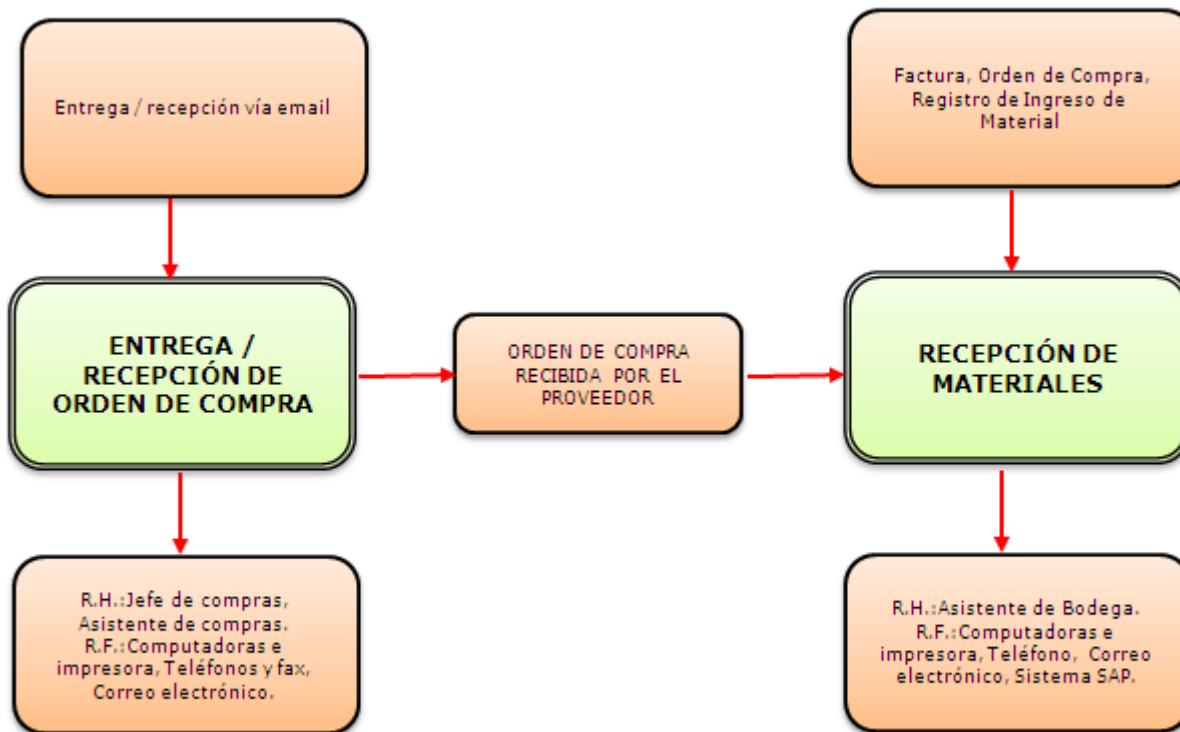 Entrega / recepción vía email
Factura, Orden de Compra,
Registro de Ingreso de
Material
ENTREGA /
RECEPCIÓN DE
ORDEN DE COMPRA
ORDEN DE COMPRA
RECIBIDA POR EL
PROVEEDOR
RECEPCIÓN DE
MATERIALES
R.H.:Jefe de compras,
Asistente de compras.
R.F.:Computadoras e
impresora, Teléfonos y fax,
Correo electrónico.
R.H.:Asistente de Bodega.
R.F.:Computadoras e
impresora, Teléfono, Correo
electrónico, Sistema SAP.